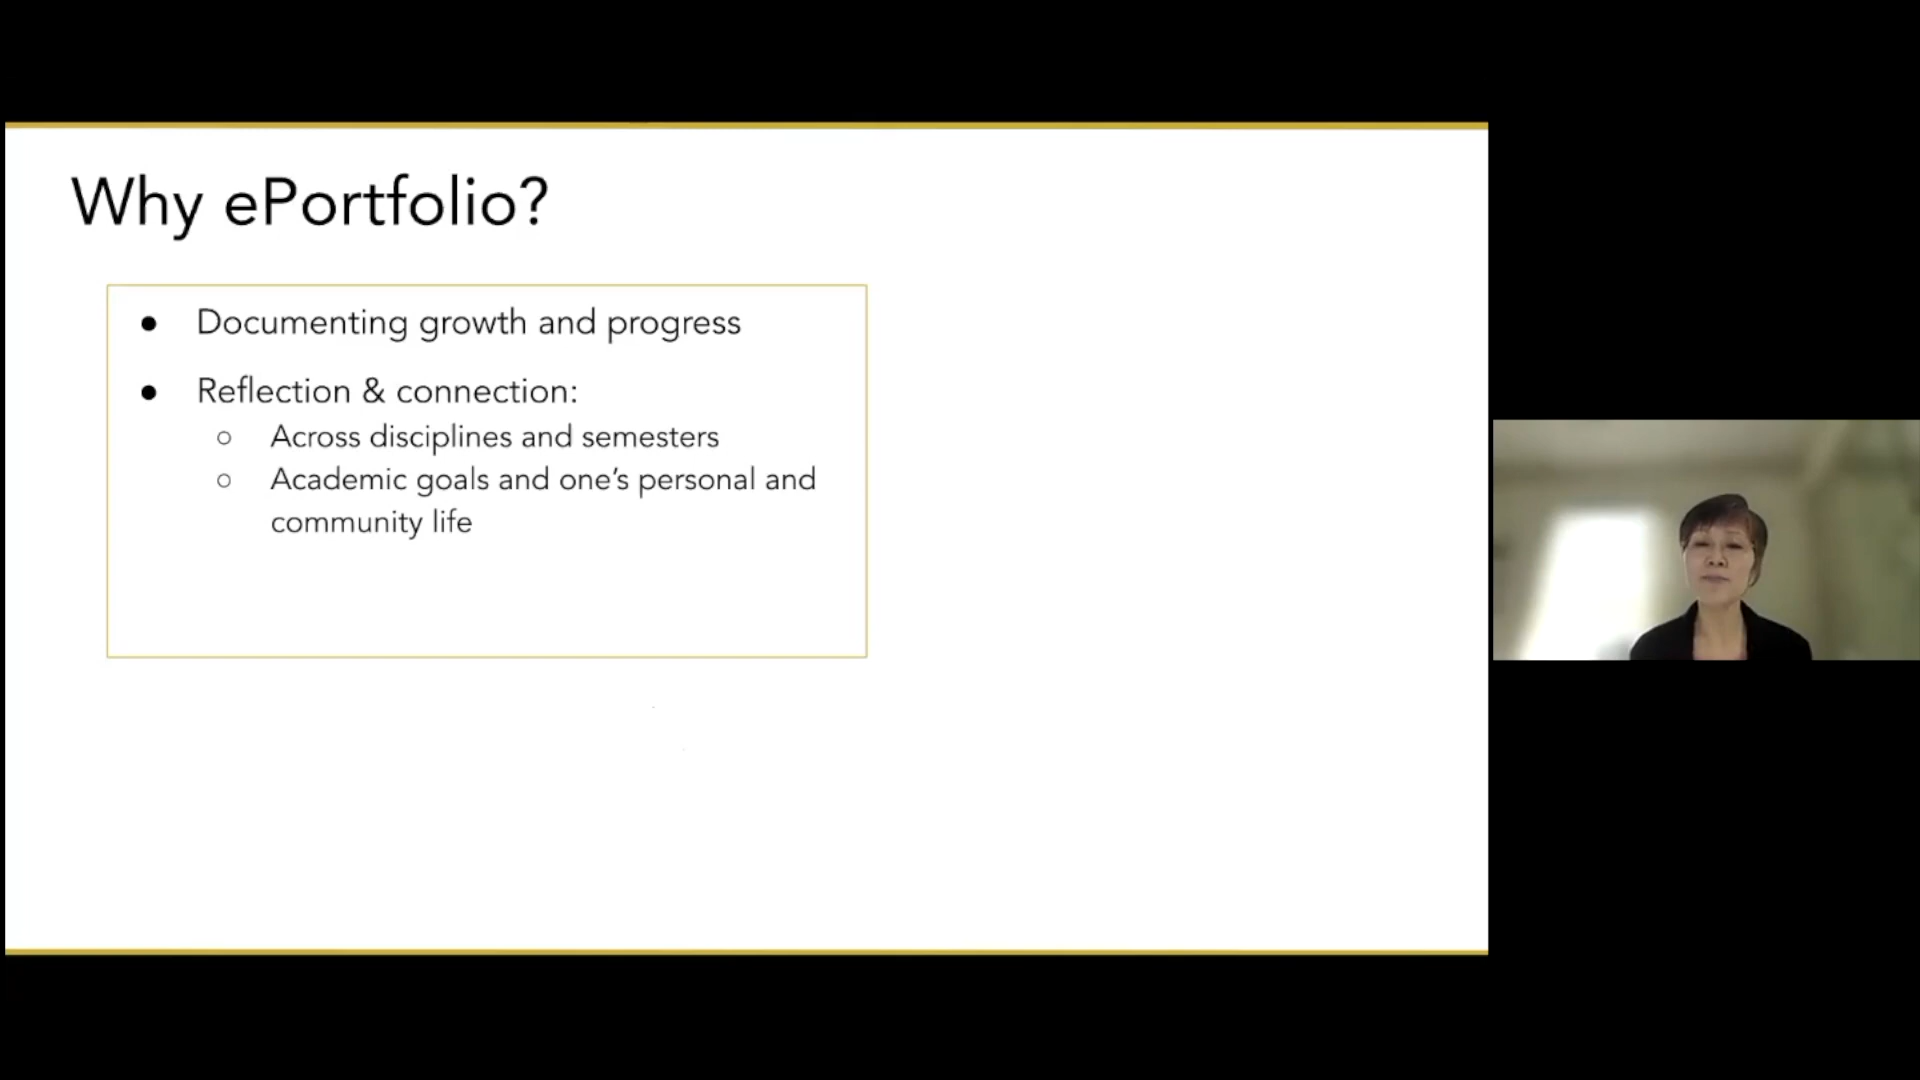 Why ePortfolio?
● Documenting growth and progress
● Reflection & connection:
○ Across disciplines and semesters
○ Academic goals and one’s personal and
community life